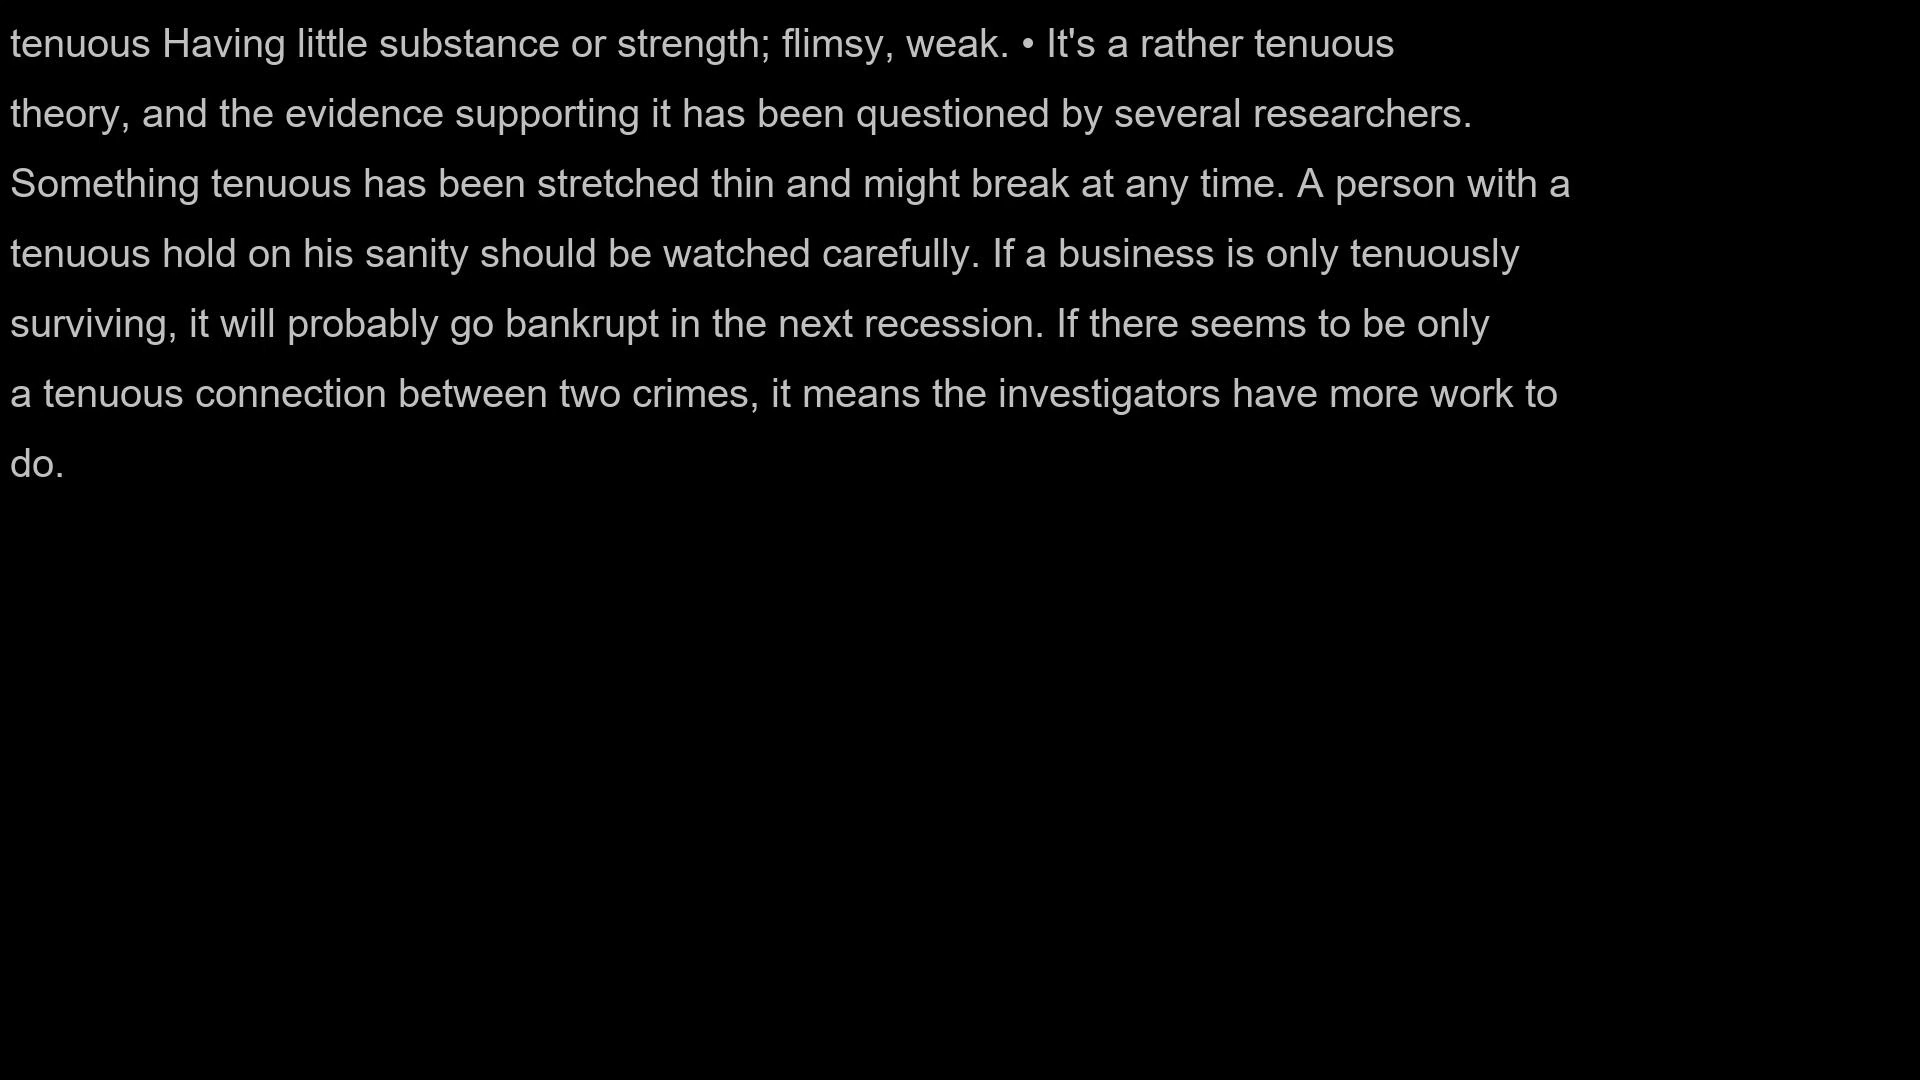 tenuous Having little substance or strength; flimsy, weak. • It's a rather tenuous
theory, and the evidence supporting it has been questioned by several researchers.
Something tenuous has been stretched thin and might break at any time. A person with a
tenuous hold on his sanity should be watched carefully. If a business is only tenuously
surviving, it will probably go bankrupt in the next recession. If there seems to be only
a tenuous connection between two crimes, it means the investigators have more work to
do.